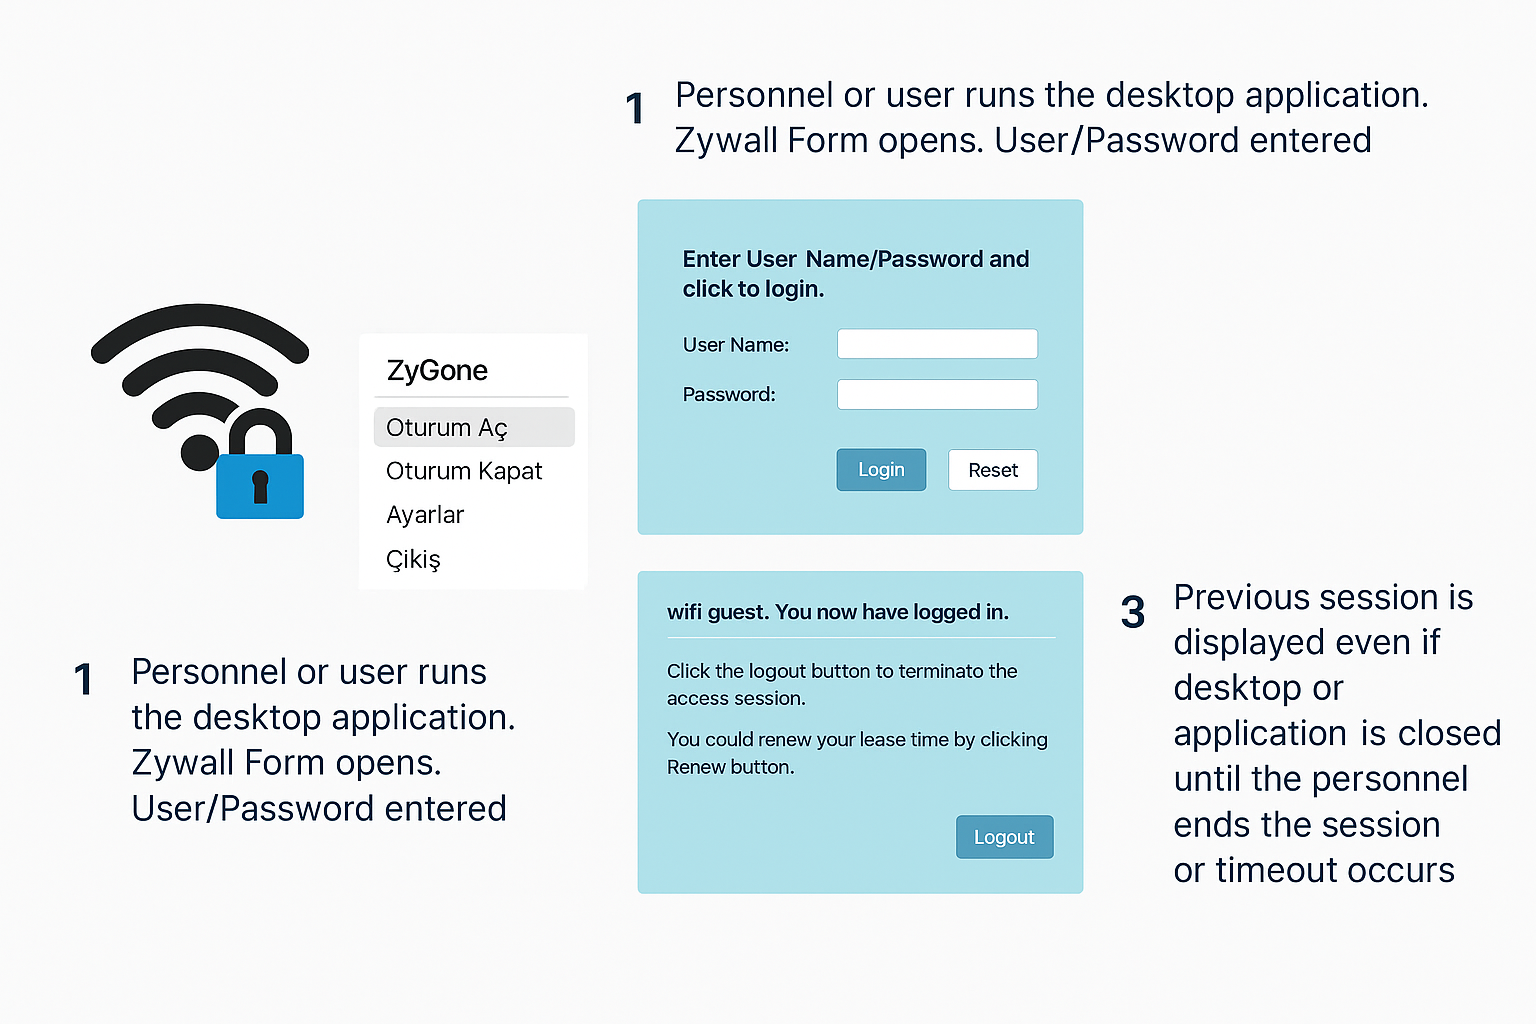 1 Personnel or user runs the desktop application.
Zywall Form opens. User/Password entered
Enter User Name/Password and
click to login.
User Name:
Password:
Login Reset
ZyGone
Oturum Aç
Oturum Kapat
Ayarlar
Çikiş
1 Personnel or user runs
the desktop application.
Zywall Form opens.
User/Password entered
wifi guest. You now have logged in.
Click the logout button to terminato the
access session.
You could renew your lease time by clicking
Renew button.
Logout
3 Previous session is
displayed even if
desktop or
application is closed
until the personnel
ends the session
or timeout occurs